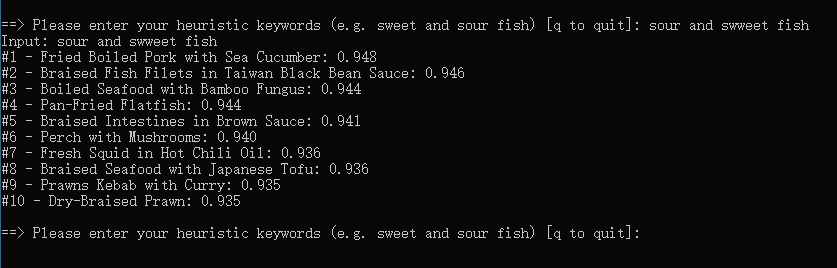 ==> Please enter your heuristic keywords (e.g. sweet and sour fish) [q to quit]: sour and swweet fish
Input: sour and swweet fish
#1 - Fried Boiled Pork with Sea Cucumber: 0.948
#2 - Braised Fish Filets in Taiwan Black Bean Sauce: 0.946
#3 - Boiled Seafood with Bamboo Fungus: 0.944
#4 - Pan-Fried Flatfish: 0.944
#5 - Braised Intestines in Brown Sauce: 0.941
#6 - Perch with Mushrooms: 0.940
#7 - Fresh Squid in Hot Chili Oil: 0.936
#8 - Braised Seafood with Japanese Tofu: 0.936
#9 - Prawns Kebab with Curry: 0.935
#10 - Dry-Braised Prawn: 0.935
==> Please enter your heuristic keywords (e.g. sweet and sour fish) [q to quit]: